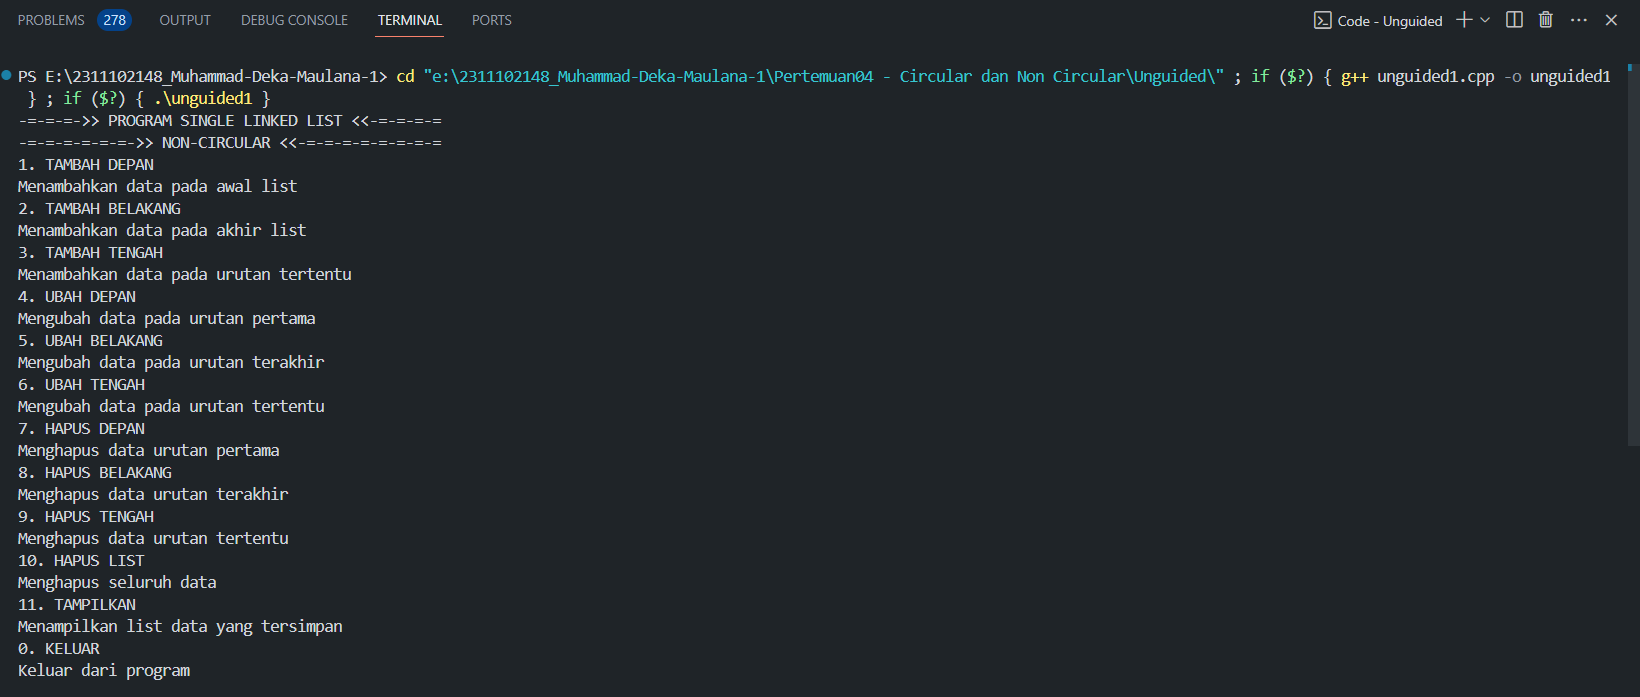 PROBLEMS 278 OUTPUT DEBUG CONSOLE TERMINAL PORTS Code - Unguided
PS E:\2311102148_Muhammad-Deka-Maulana-1> cd "e:\2311102148_Muhammad-Deka-Maulana-1\Pertemuan04 - Circular dan Non Circular\Unguided\" ; if ($?) { g++ unguided1.cpp -o unguided1
} ; if ($?) { .\unguided1 }
-=-=-=->> PROGRAM SINGLE LINKED LIST <<-=-=-=-=
-=-=-=-=-=-=->> NON-CIRCULAR <<-=-=-=-=-=-=-=-=
1. TAMBAH DEPAN
Menambahkan data pada awal list
2. TAMBAH BELAKANG
Menambahkan data pada akhir list
3. TAMBAH TENGAH
Menambahkan data pada urutan tertentu
4. UBAH DEPAN
Mengubah data pada urutan pertama
5. UBAH BELAKANG
Mengubah data pada urutan terakhir
6. UBAH TENGAH
Mengubah data pada urutan tertentu
7. HAPUS DEPAN
Menghapus data urutan pertama
8. HAPUS BELAKANG
Menghapus data urutan terakhir
9. HAPUS TENGAH
Menghapus data urutan tertentu
10. HAPUS LIST
Menghapus seluruh data
11. TAMPILKAN
Menampilkan list data yang tersimpan
0. KELUAR
Keluar dari program